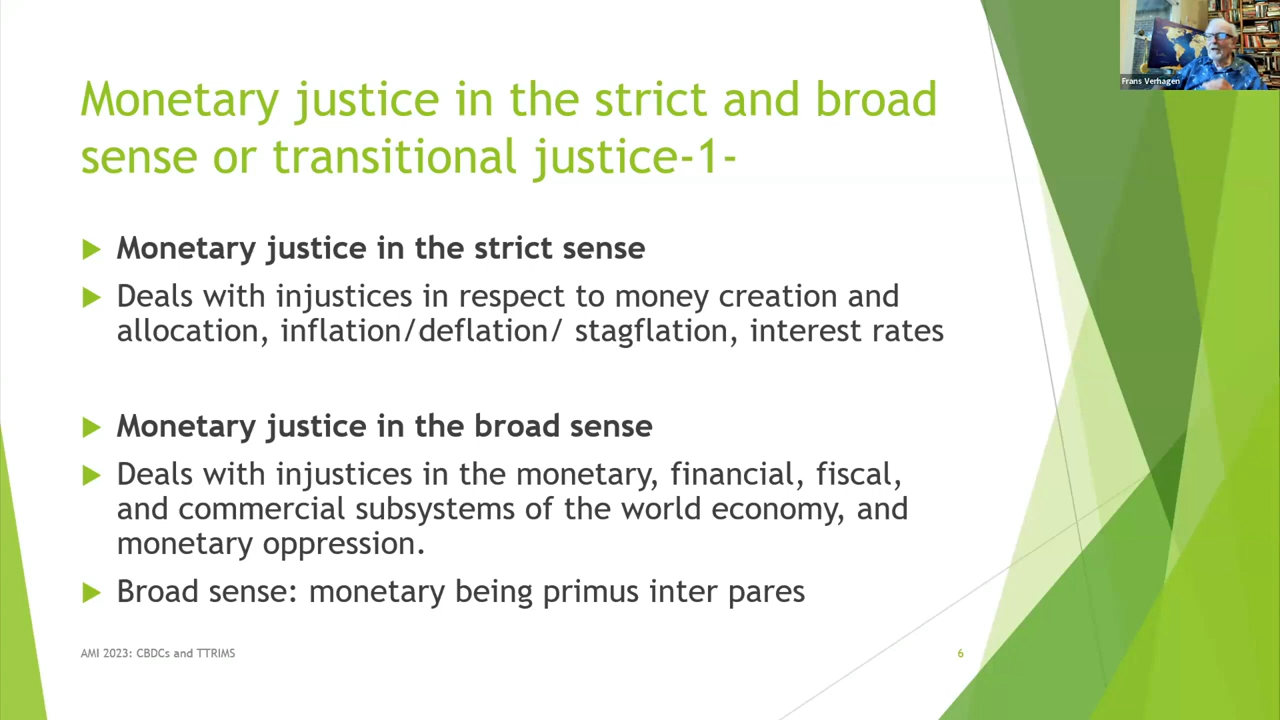 Frans Verhagen
Monetary justice in the strict and broad
sense or transitional justice-1-
Monetary justice in the strict sense
Deals with injustices in respect to money creation and
allocation, inflation/deflation/ stagflation, interest rates
Monetary justice in the broad sense
Deals with injustices in the monetary, financial, fiscal,
and commercial subsystems of the world economy, and
monetary oppression.
Broad sense: monetary being primus inter pares
AMI 2023: CBDCs and TTRIMS
6